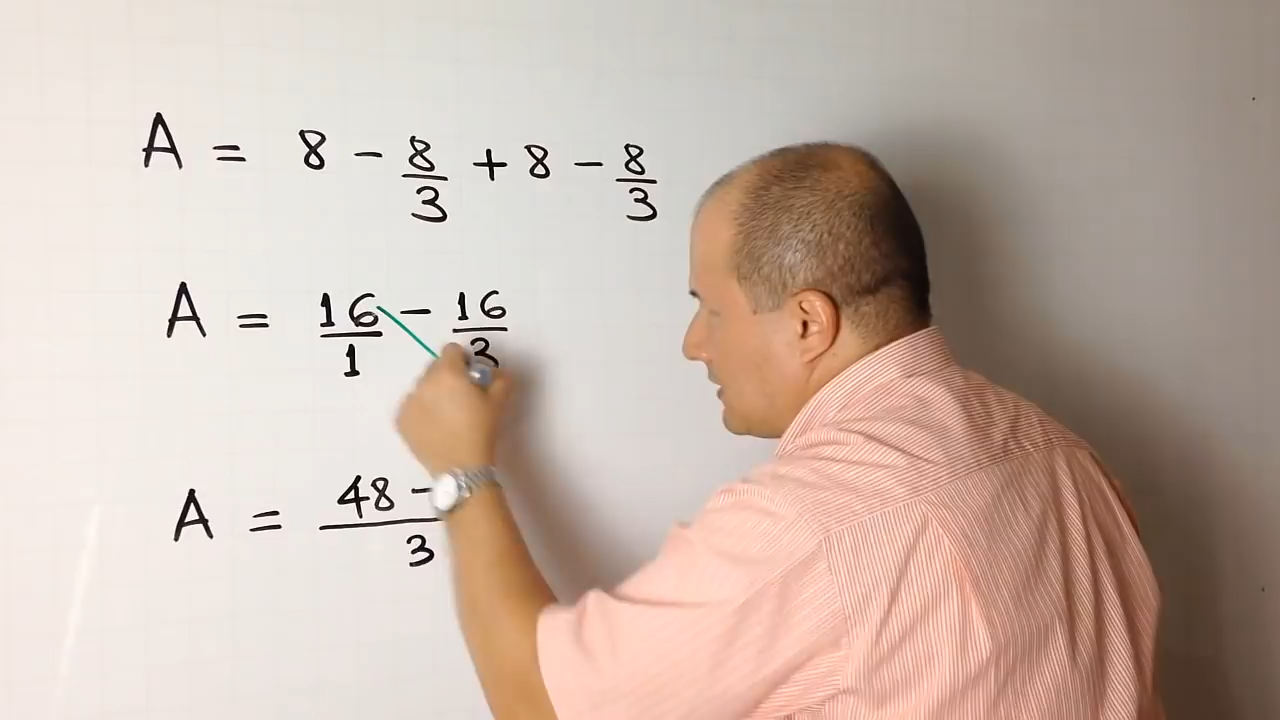 A = 8 - 8/3 + 8 - 8/3
A = 16/1 - 16/3
A = 48 - /3